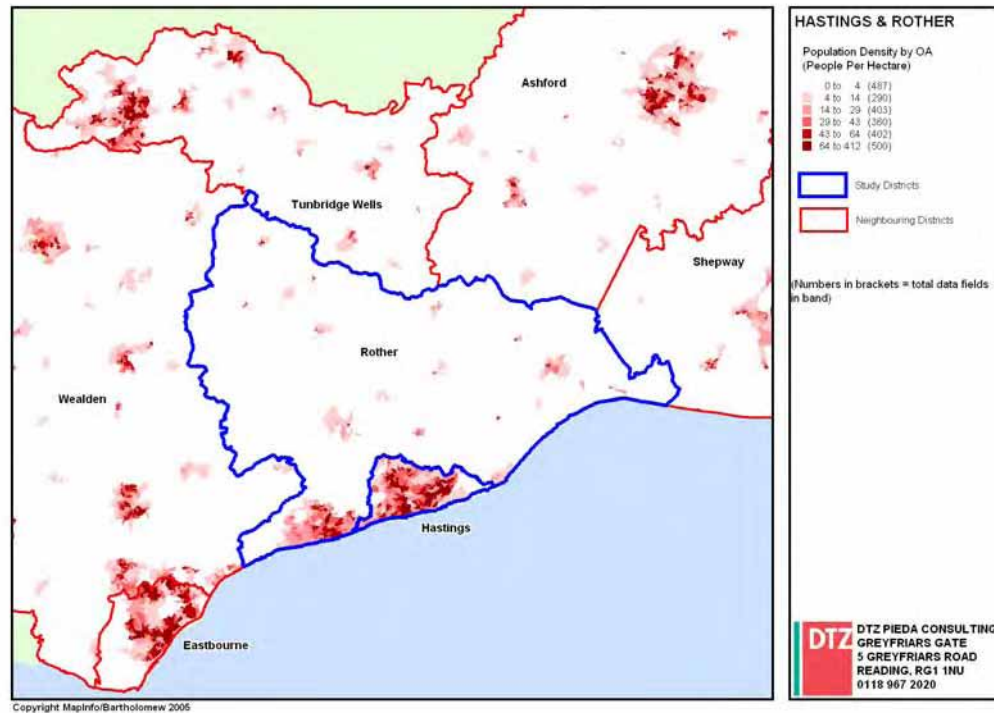 Ashford
Tunbridge Wells
Shepway
Rother
Wealden
Hastings
Eastbourne
Copyright MapInfo/Bartholomew 2005
HASTINGS & ROTHER
Population Density by OA
(People Per Hectare)
0 to 4 (487)
4 to 14 (290)
14 to 29 (403)
29 to 43 (360)
43 to 64 (402)
64 to 412 (500)
Study Districts
Neighbouring Districts
(Numbers in brackets = total data fields
in band)
DTZ
DTZ PIEDA CONSULTING
GREYFRIARS GATE
5 GREYFRIARS ROAD
READING, RG1 1NU
0118 967 2020